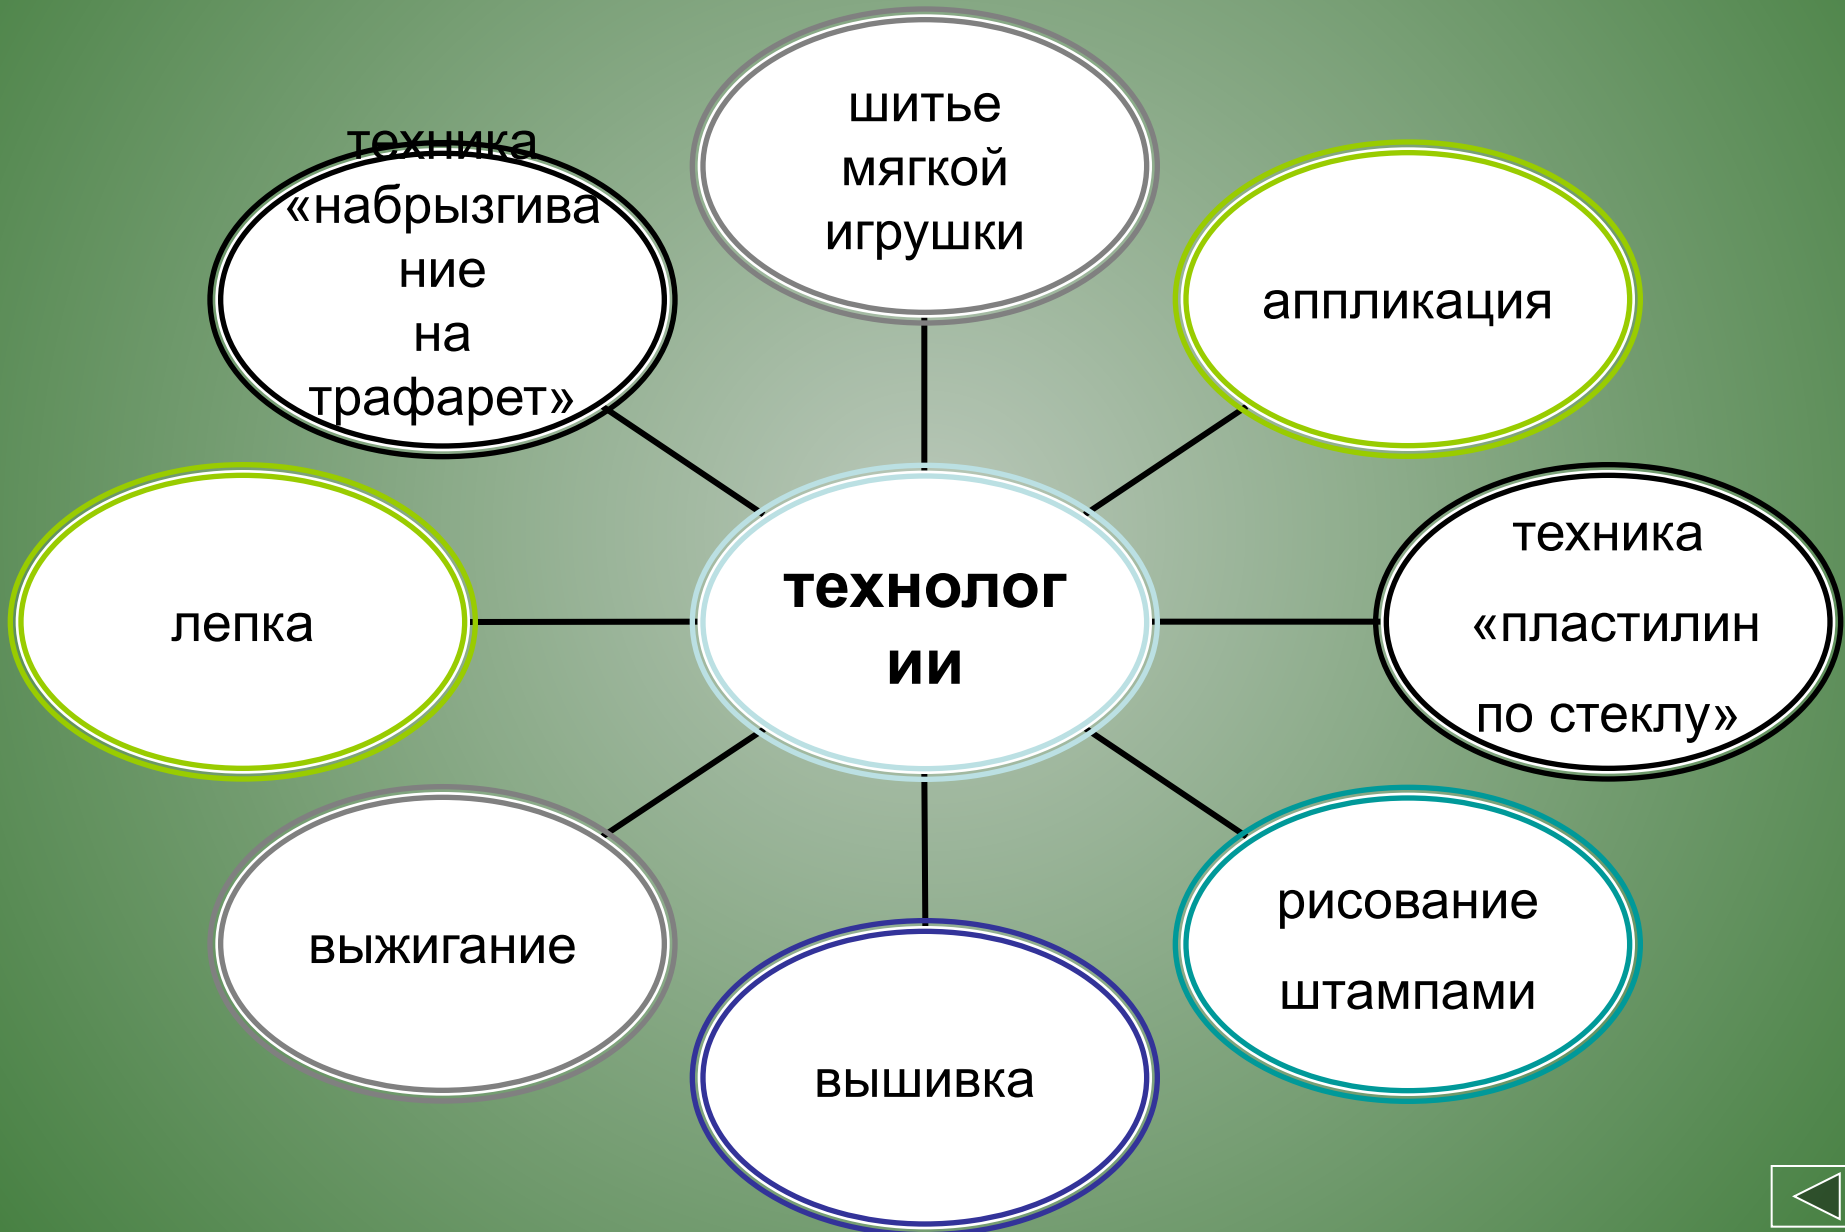 шитье
мягкой
игрушки
техника
«набрызгива
ние
на
трафарет»
аппликация
техника
«пластилин
по стеклу»
лепка
технолог
ии
рисование
штампами
выжигание
вышивка